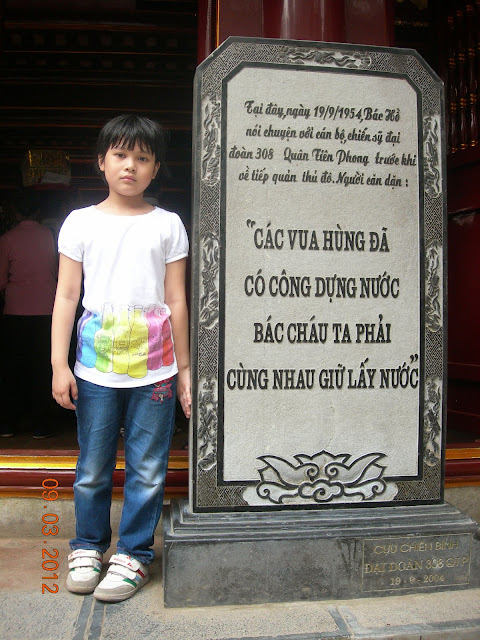 Tại đây, ngày 19/9/1954, Bác Hồ
nói chuyện với cán bộ, chiến sỹ đại
đoàn 308 Quân Tiên Phong trước khi
về tiếp quản thủ đô. Người căn dặn :
"CÁC VUA HÙNG ĐÃ
CÓ CÔNG DỰNG NƯỚC
BÁC CHÁU TA PHẢI
CÙNG NHAU GIỮ LẤY NƯỚC"
CỰU CHIẾN BINH
ĐẠI ĐOÀN 308 QTP
19 - 9 - 2004
09.03.2012